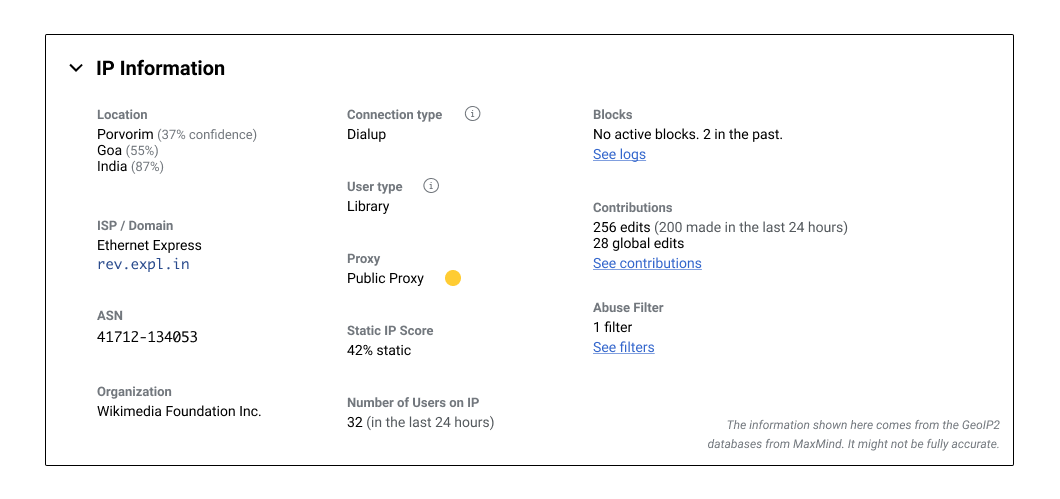 IP Information
Location
Porvorim (37% confidence)
Goa (55%)
India (87%)
ISP / Domain
Ethernet Express
rev.expl.in
ASN
41712-134053
Organization
Wikimedia Foundation Inc.
Connection type
Dialup
User type
Library
Proxy
Public Proxy
Static IP Score
42% static
Number of Users on IP
32 (in the last 24 hours)
Blocks
No active blocks. 2 in the past.
See logs
Contributions
256 edits (200 made in the last 24 hours)
28 global edits
See contributions
Abuse Filter
1 filter
See filters
The information shown here comes from the GeoIP2
databases from MaxMind. It might not be fully accurate.